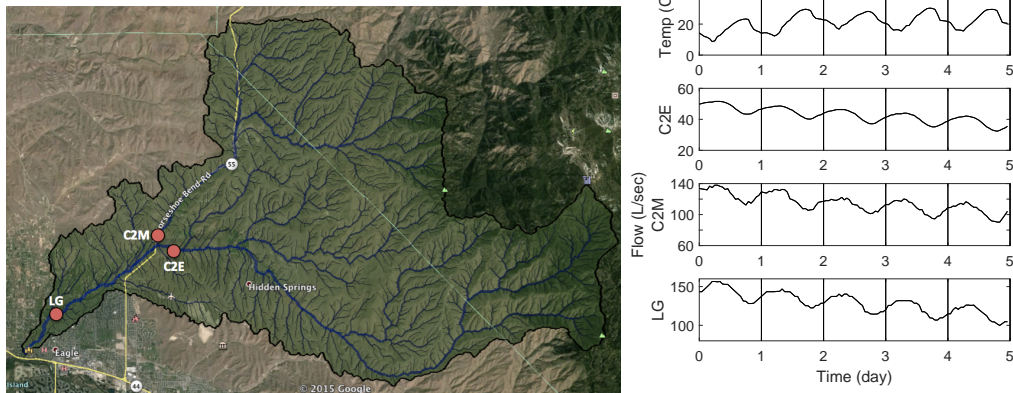 55
orseshoe Bend Rd
C2M
C2E
Hidden Springs
LG
Eagle
Island
44
© 2015 Google
Temp (C
20
0
0 1 2 3 4 5
C2E
60
40
20
0 1 2 3 4 5
Flow (L/sec)
C2M
140
100
60
0 1 2 3 4 5
LG
150
100
0 1 2 3 4 5
Time (day)